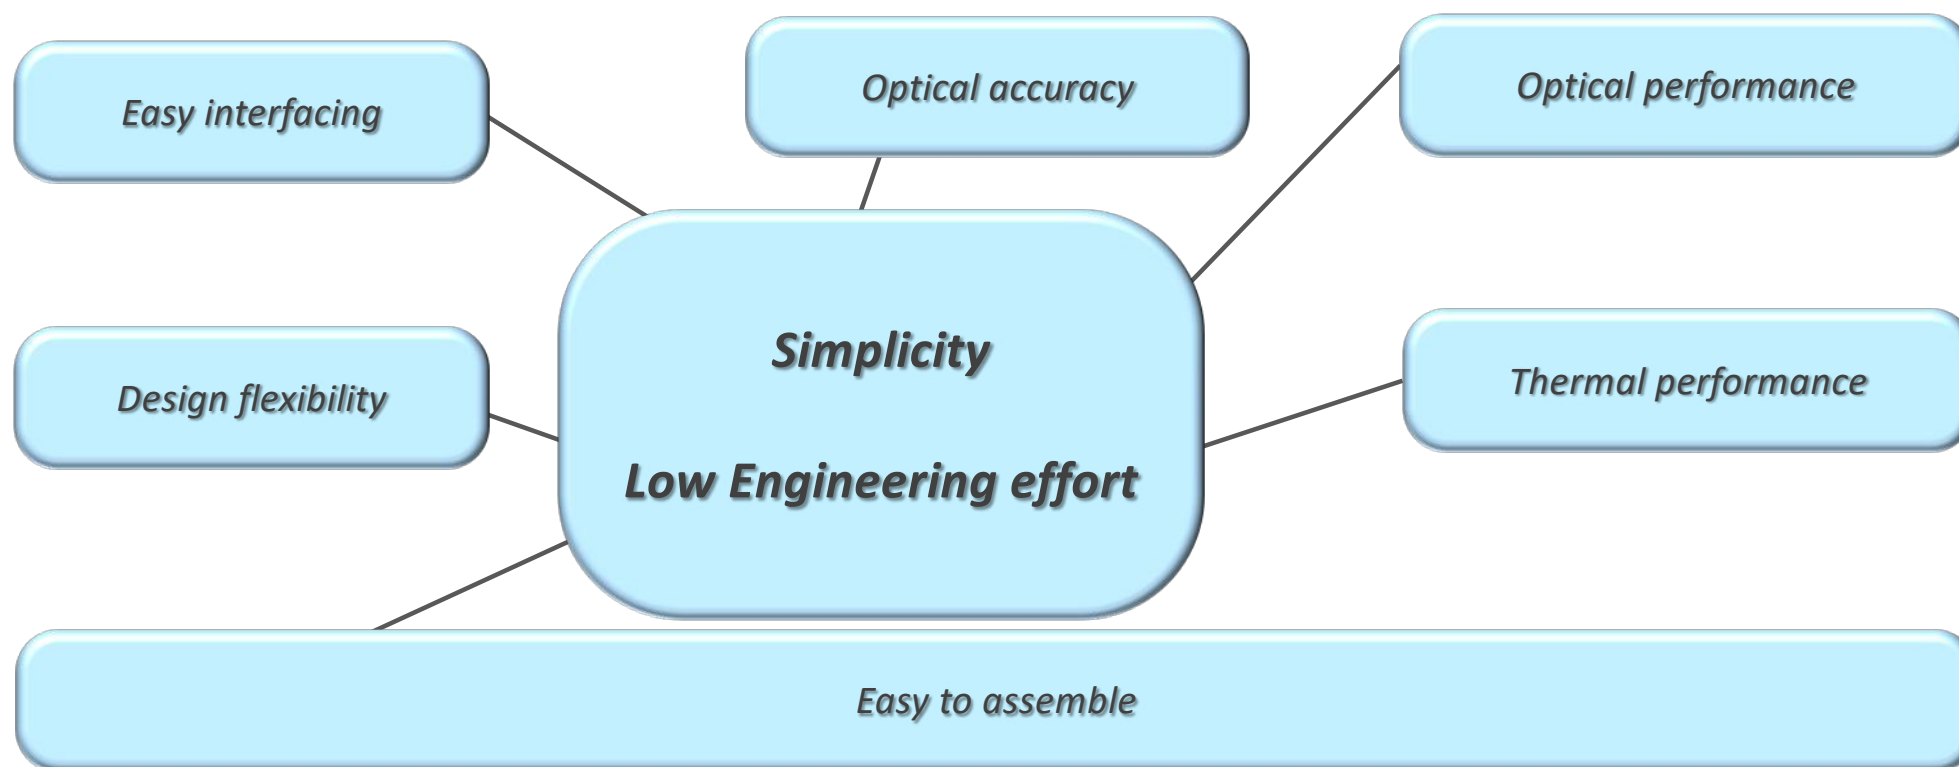 Easy interfacing
Optical accuracy
Optical performance
Simplicity
Low Engineering effort
Design flexibility
Thermal performance
Easy to assemble